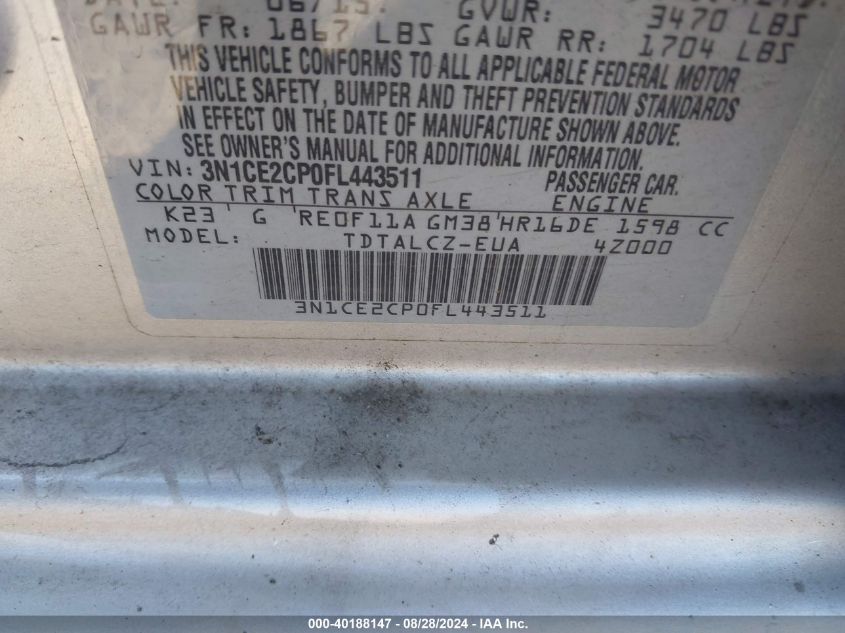 06/15 GVWR: 3470 LBS
GAWR FR: 1867 LBS GAWR RR: 1704 LBS
THIS VEHICLE CONFORMS TO ALL APPLICABLE FEDERAL MOTOR
VEHICLE SAFETY, BUMPER AND THEFT PREVENTION STANDARDS
IN EFFECT ON THE DATE OF MANUFACTURE SHOWN ABOVE.
SEE OWNER'S MANUAL FOR ADDITIONAL INFORMATION.
VIN: 3N1CE2CP0FL443511 PASSENGER CAR
COLOR TRIM TRANS AXLE ENGINE
K23 G RE0F11A GM38 HR16DE 1598 CC
MODEL: TDTALCZ-EUA 4Z000
3N1CE2CP0FL443511
000-40188147 - 08/28/2024 - IAA Inc.